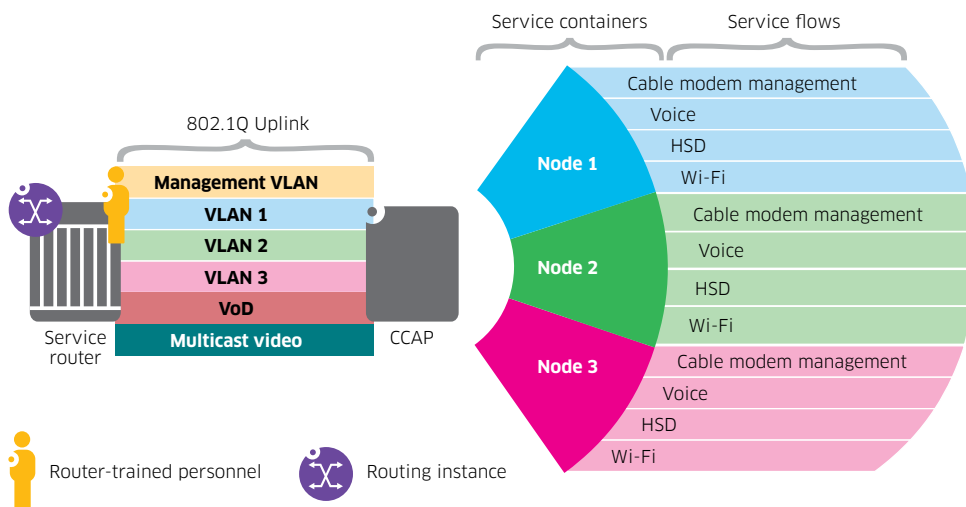 Service containers
Service flows
802.1Q Uplink
Management VLAN
VLAN 1
VLAN 2
VLAN 3
VoD
Multicast video
Service
router
CCAP
Node 1
Node 2
Node 3
Cable modem management
Voice
HSD
Wi-Fi
Cable modem management
Voice
HSD
Wi-Fi
Cable modem management
Voice
HSD
Wi-Fi
Router-trained personnel
Routing instance